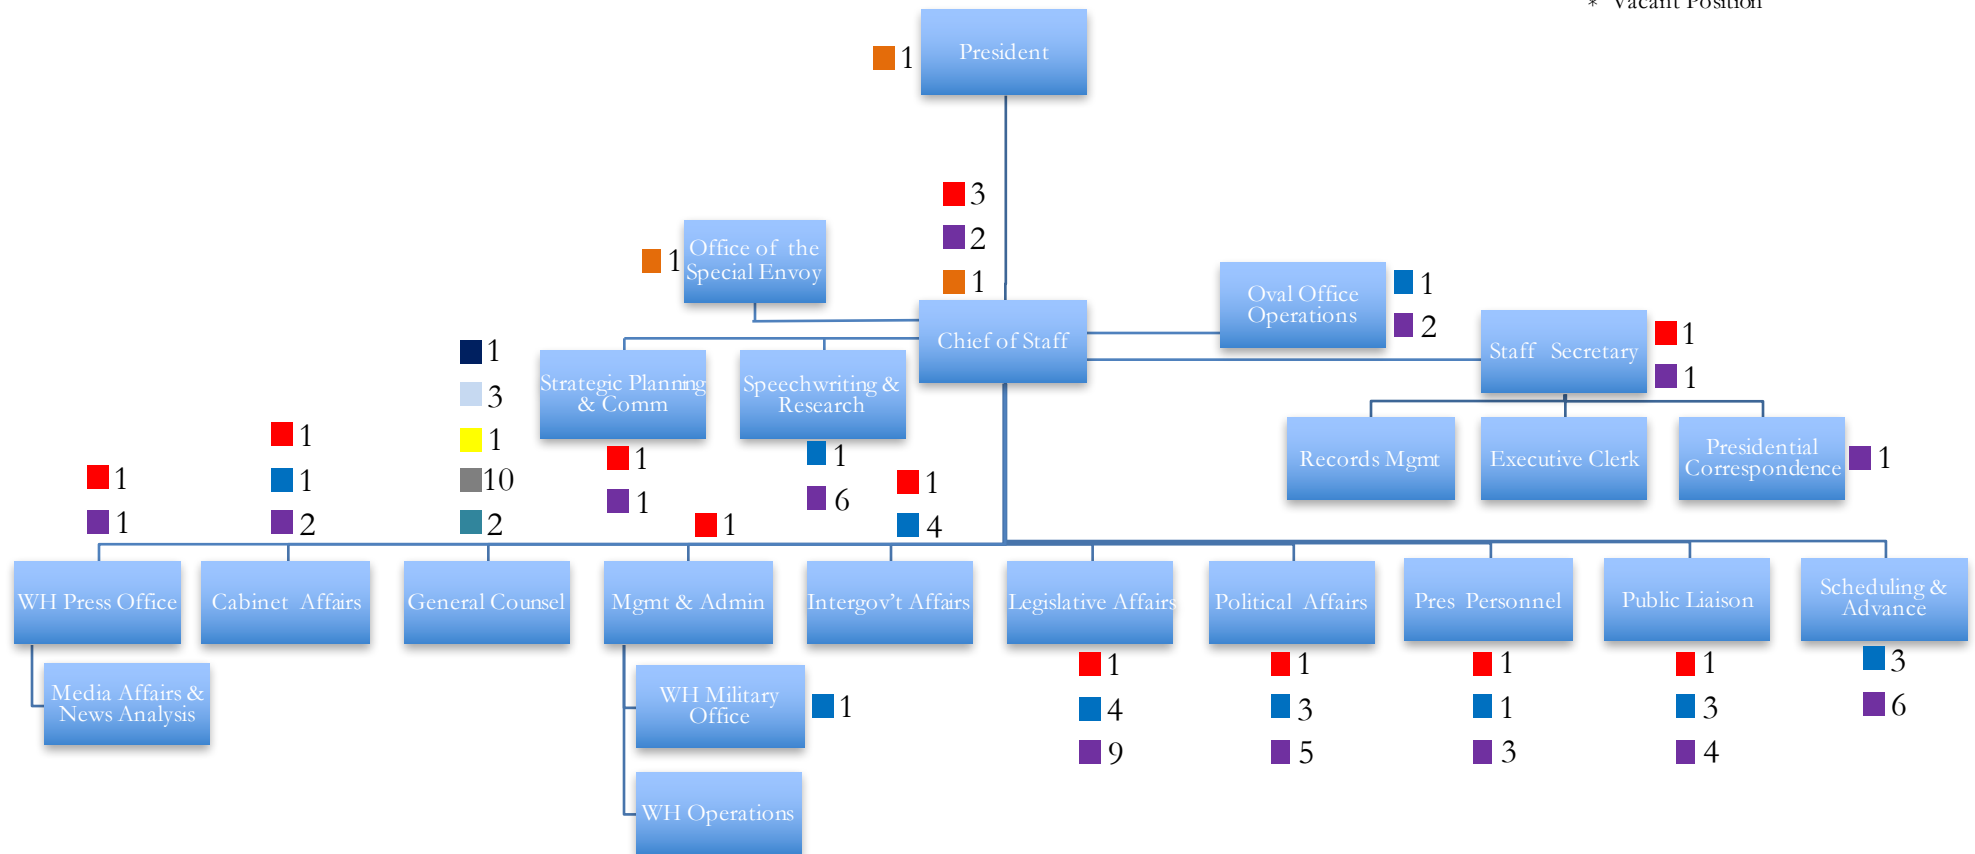 * Vacant Position
President
1
3
2
1
Office of the
Special Envoy
1
Chief of Staff
Oval Office
Operations
1
2
Staff Secretary
1
1
Strategic Planning
& Comm
1
1
Speechwriting &
Research
1
6
Records Mgmt
Executive Clerk
Presidential
Correspondence
1
1
1
1
1
2
1
3
1
10
2
1
1
4
WH Press Office
Cabinet Affairs
General Counsel
Mgmt & Admin
Intergov't Affairs
Legislative Affairs
Political Affairs
Pres Personnel
Public Liaison
Scheduling &
Advance
Media Affairs &
News Analysis
WH Military
Office
1
WH Operations
1
4
9
1
3
5
1
1
3
1
3
4
3
6